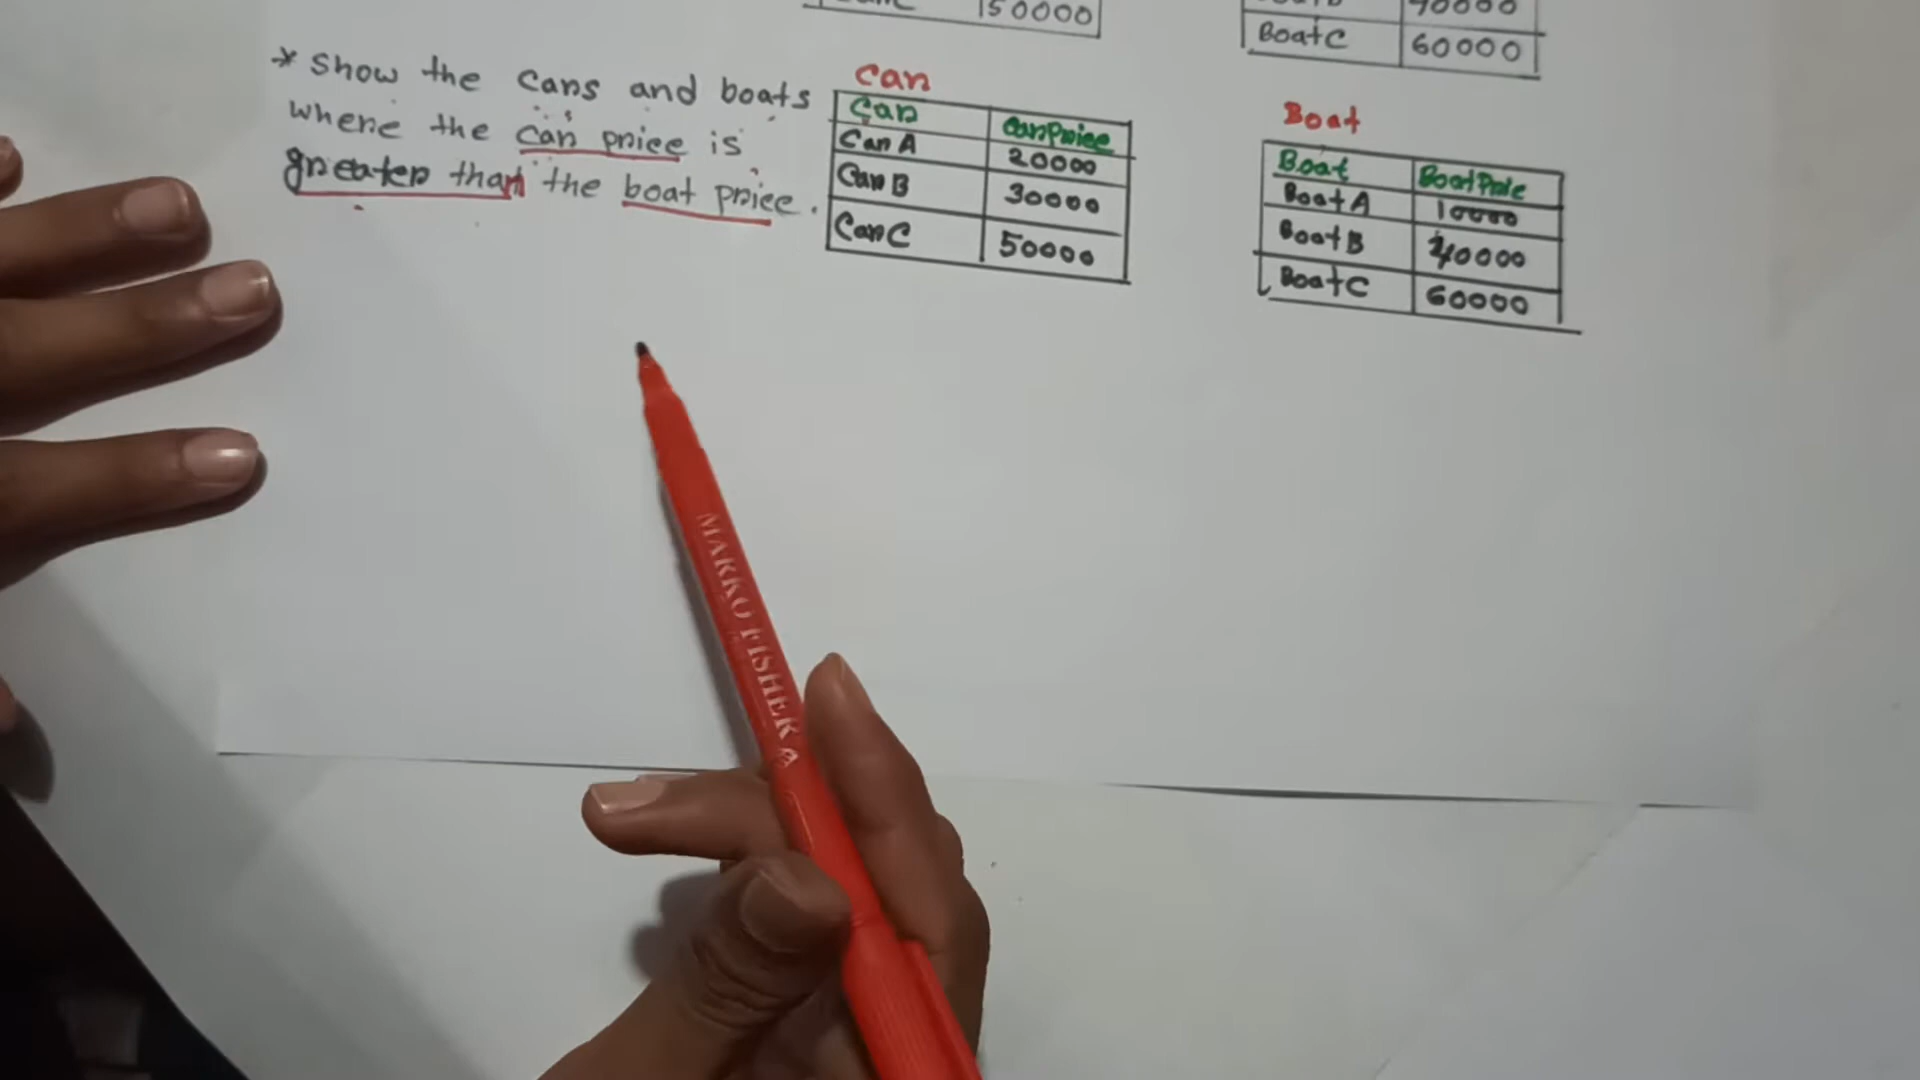 150000
40000
Boat C 60000
* Show the cars and boats
where the car price is
greater than the boat price.
Car
Car CarPrice
Car A 20000
Car B 30000
Car C 50000
Boat
Boat BoatPrice
Boat A 10000
Boat B 40000
Boat C 60000
MARKO FISHER